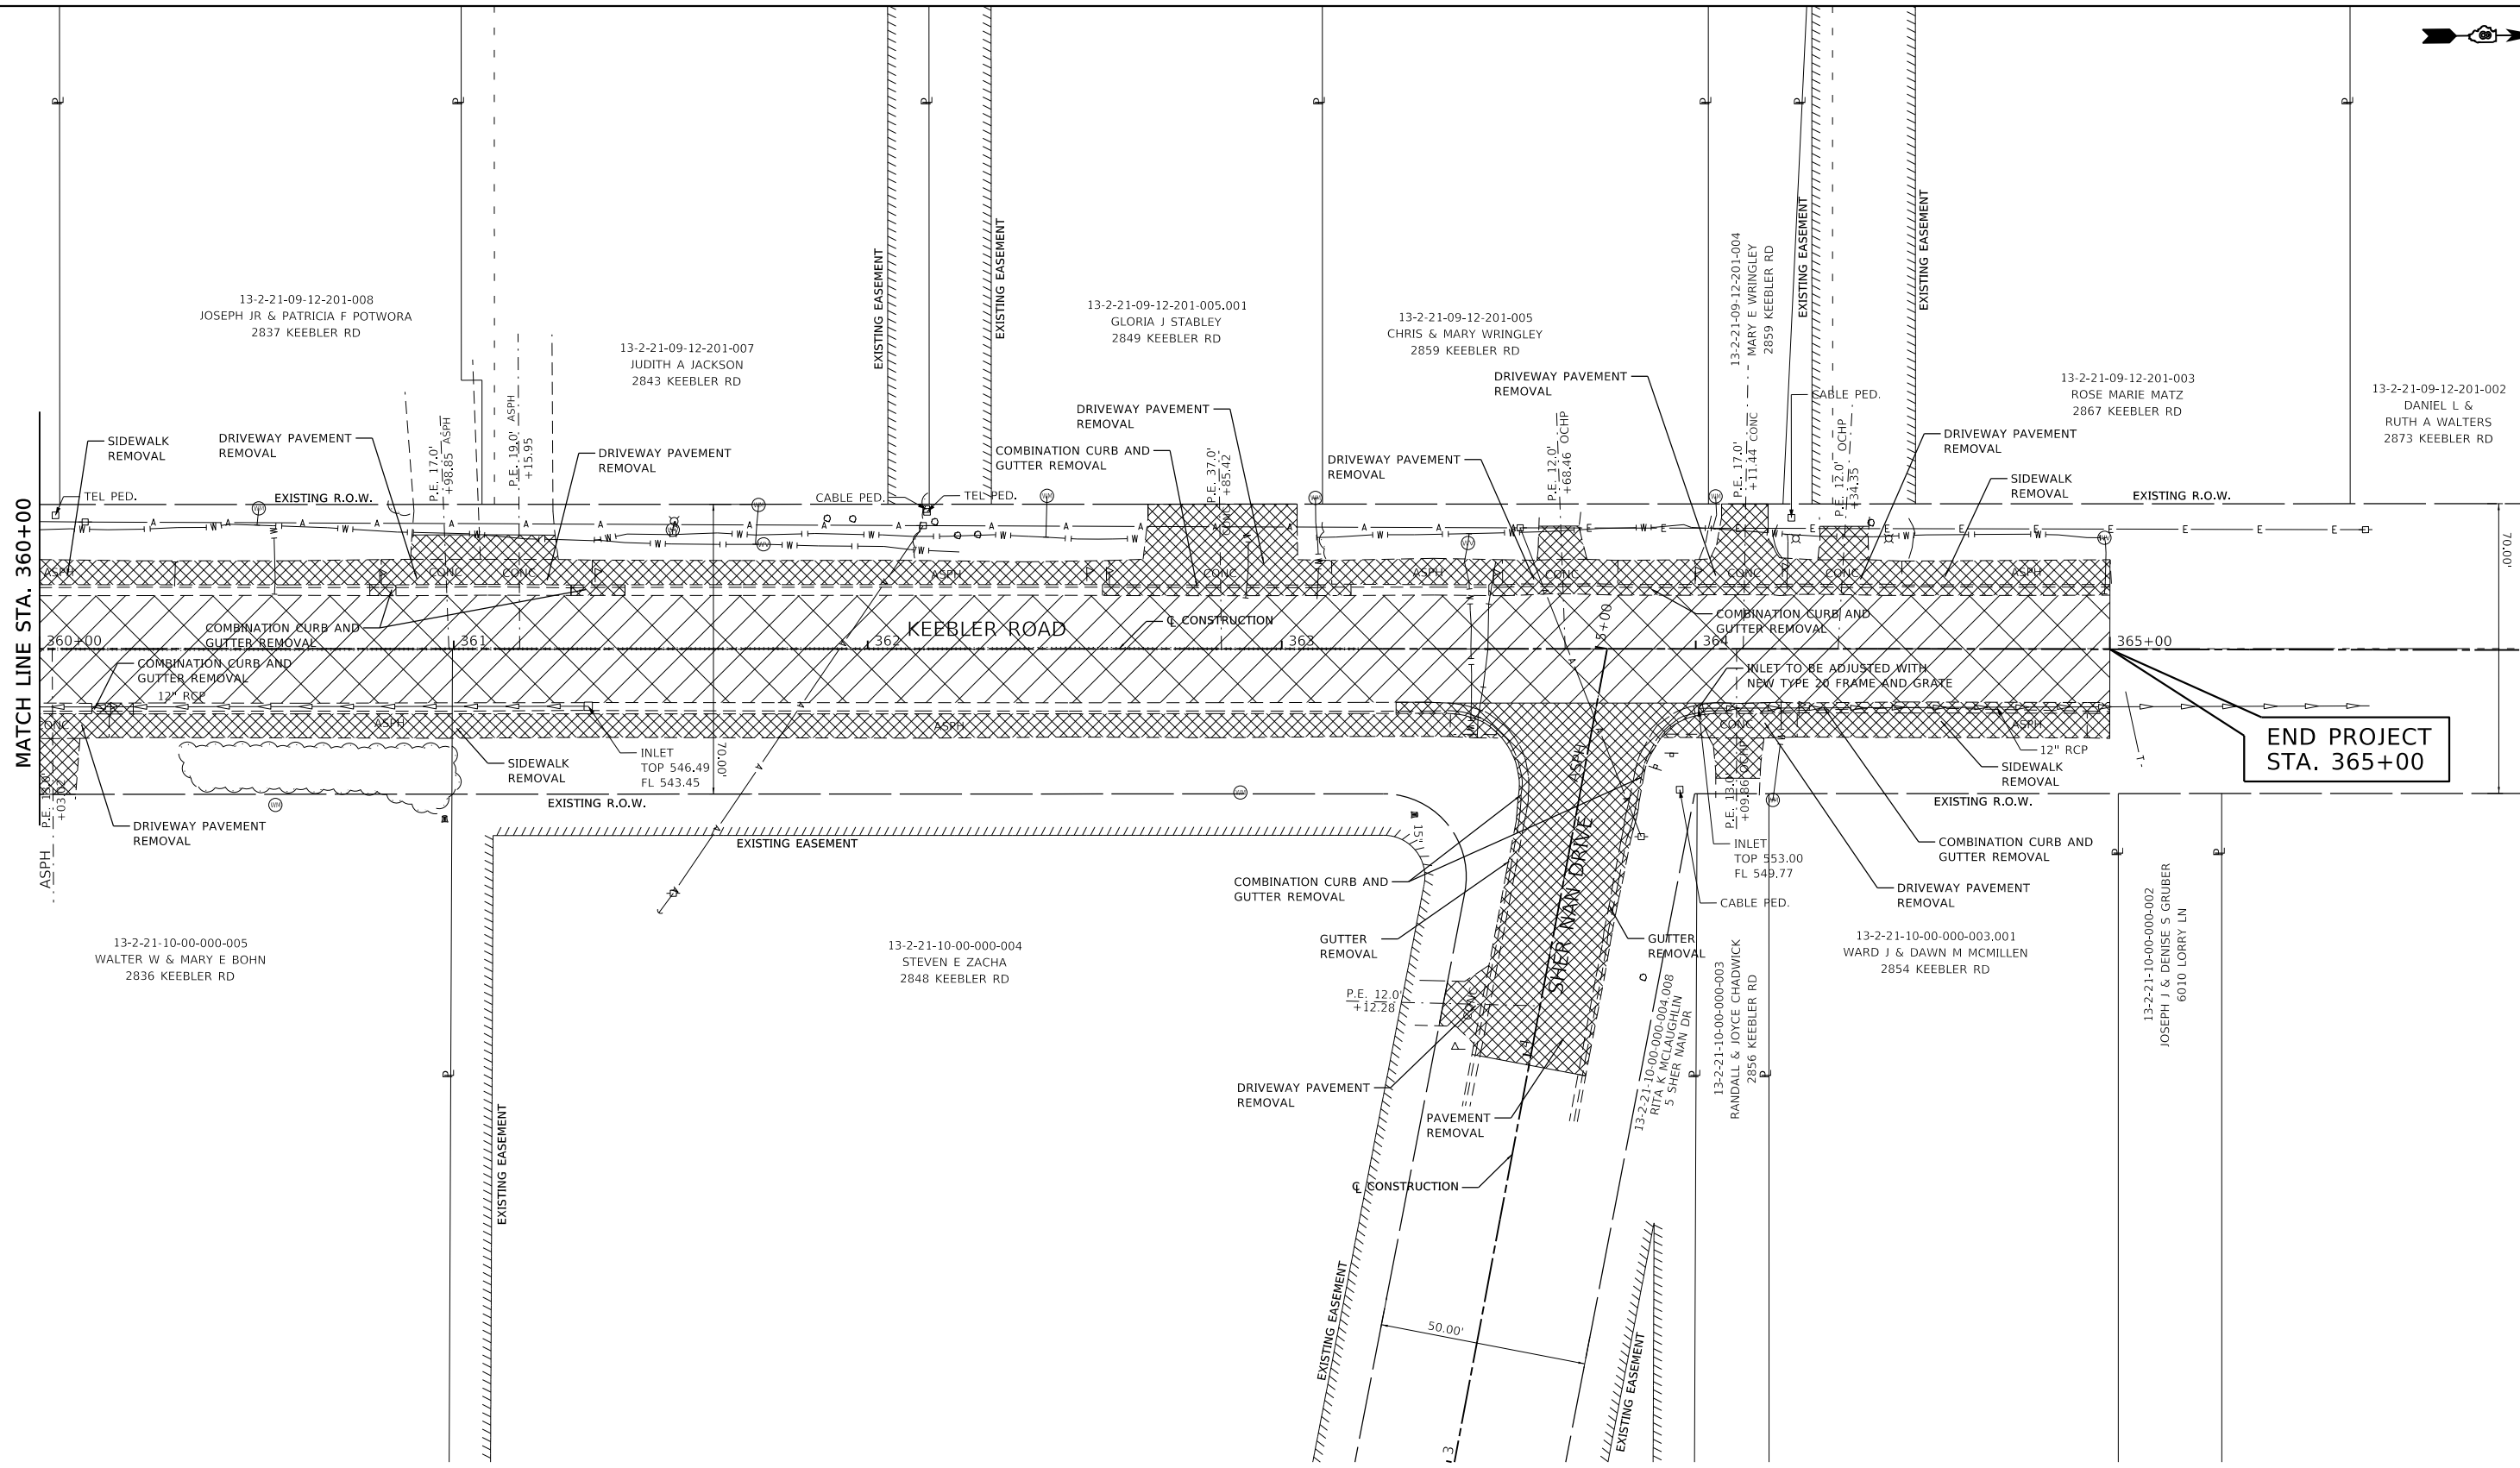 MATCH LINE STA. 360+00
13-2-21-09-12-201-008
JOSEPH JR & PATRICIA F POTWORA
2837 KEEBLER RD
13-2-21-09-12-201-007
JUDITH A JACKSON
2843 KEEBLER RD
EXISTING EASEMENT
EXISTING EASEMENT
13-2-21-09-12-201-005.001
GLORIA J STABLEY
2849 KEEBLER RD
13-2-21-09-12-201-005
CHRIS & MARY WRINGLEY
2859 KEEBLER RD
13-2-21-09-12-201-004
MARY E WRINGLEY
2859 KEEBLER RD
EXISTING EASEMENT
EXISTING EASEMENT
13-2-21-09-12-201-003
ROSE MARIE MATZ
2867 KEEBLER RD
13-2-21-09-12-201-002
DANIEL L &
RUTH A WALTERS
2873 KEEBLER RD
SIDEWALK
REMOVAL
DRIVEWAY PAVEMENT
REMOVAL
P.E. 17.0'
+98.85 ASPH
P.E. 19.0' ASPH
+15.95
DRIVEWAY PAVEMENT
REMOVAL
DRIVEWAY PAVEMENT
REMOVAL
COMBINATION CURB AND
GUTTER REMOVAL
P.E. 37.0'
CONC +85.42
DRIVEWAY PAVEMENT
REMOVAL
DRIVEWAY PAVEMENT
REMOVAL
P.E. 12.0'
+68.46 OCHP
P.E. 17.0'
+11.44 CONC
CABLE PED.
P.E. 12.0' OCHP
+34.35
DRIVEWAY PAVEMENT
REMOVAL
SIDEWALK
REMOVAL
TEL PED.
EXISTING R.O.W.
CABLE PED.
TEL PED.
EXISTING R.O.W.
70.00'
ASPH
CONC
CONC
ASPH
CONC
ASPH
CONC
CONC
CONC
ASPH
COMBINATION CURB AND
GUTTER REMOVAL
KEEBLER ROAD
℄ CONSTRUCTION
15+00
COMBINATION CURB AND
GUTTER REMOVAL
360+00
361
362
363
364
365+00
COMBINATION CURB AND
GUTTER REMOVAL
12" RCP
INLET TO BE ADJUSTED WITH
NEW TYPE 20 FRAME AND GRATE
CONC
ASPH
ASPH
CONC
ASPH
END PROJECT
STA. 365+00
INLET
TOP 546.49
FL 543.45
70.00'
SIDEWALK
REMOVAL
12" RCP
SIDEWALK
REMOVAL
P.E. 13.0'
+03.02
ASPH
DRIVEWAY PAVEMENT
REMOVAL
EXISTING R.O.W.
EXISTING EASEMENT
15"
ASPH
SHER NAN DRIVE
P.E. 13.0'
+09.86 OCHP
EXISTING R.O.W.
INLET
TOP 553.00
FL 549.77
COMBINATION CURB AND
GUTTER REMOVAL
COMBINATION CURB AND
GUTTER REMOVAL
DRIVEWAY PAVEMENT
REMOVAL
CABLE PED.
GUTTER
REMOVAL
GUTTER
REMOVAL
13-2-21-10-00-000-005
WALTER W & MARY E BOHN
2836 KEEBLER RD
13-2-21-10-00-000-004
STEVEN E ZACHA
2848 KEEBLER RD
13-2-21-10-00-000-003.001
WARD J & DAWN M MCMILLEN
2854 KEEBLER RD
13-2-21-10-00-000-002
JOSEPH J & DENISE S GRUBER
6010 LORRY LN
13-2-21-10-00-000-003
RANDALL & JOYCE CHADWICK
2856 KEEBLER RD
13-2-21-10-00-000-004.008
RITA K MCLAUGHLIN
5 SHER NAN DR
P.E. 12.0'
+12.28
CONC
14
DRIVEWAY PAVEMENT
REMOVAL
PAVEMENT
REMOVAL
℄ CONSTRUCTION
EXISTING EASEMENT
EXISTING EASEMENT
50.00'
EXISTING EASEMENT